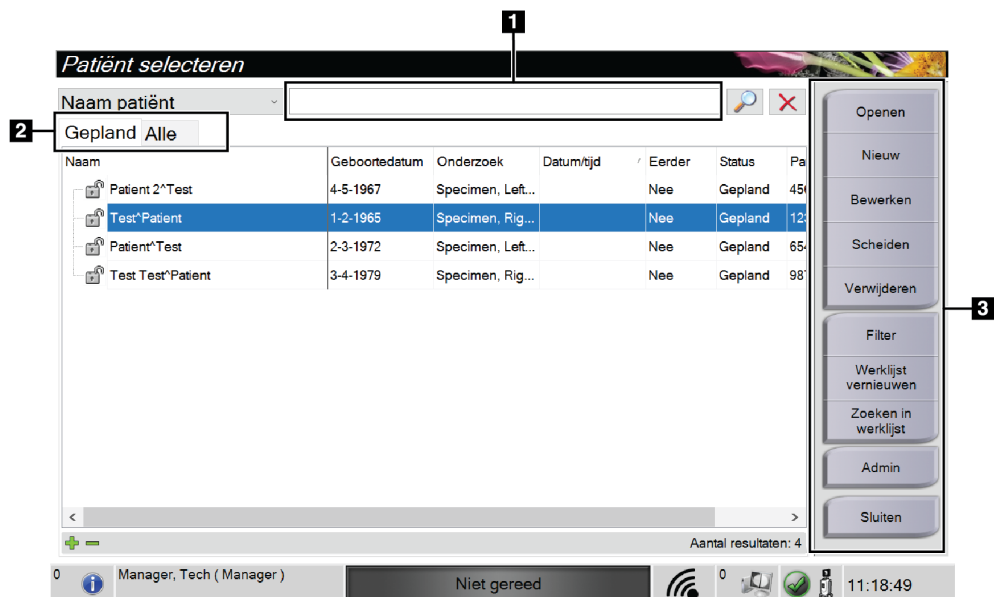 1
Patiënt selecteren
Naam patiënt
2
Gepland Alle
Naam Geboortedatum Onderzoek Datum/tijd Eerder Status Pa
Patient 2^Test 4-5-1967 Specimen, Left... Nee Gepland 45
Test^Patient 1-2-1965 Specimen, Rig... Nee Gepland 12
Patient^Test 2-3-1972 Specimen, Left... Nee Gepland 65
Test Test^Patient 3-4-1979 Specimen, Rig... Nee Gepland 98
Aantal resultaten: 4
Openen
Nieuw
Bewerken
Scheiden
Verwijderen
3
Filter
Werklijst
vernieuwen
Zoeken in
werklijst
Admin
Sluiten
0 Manager, Tech ( Manager ) Niet gereed 0 11:18:49